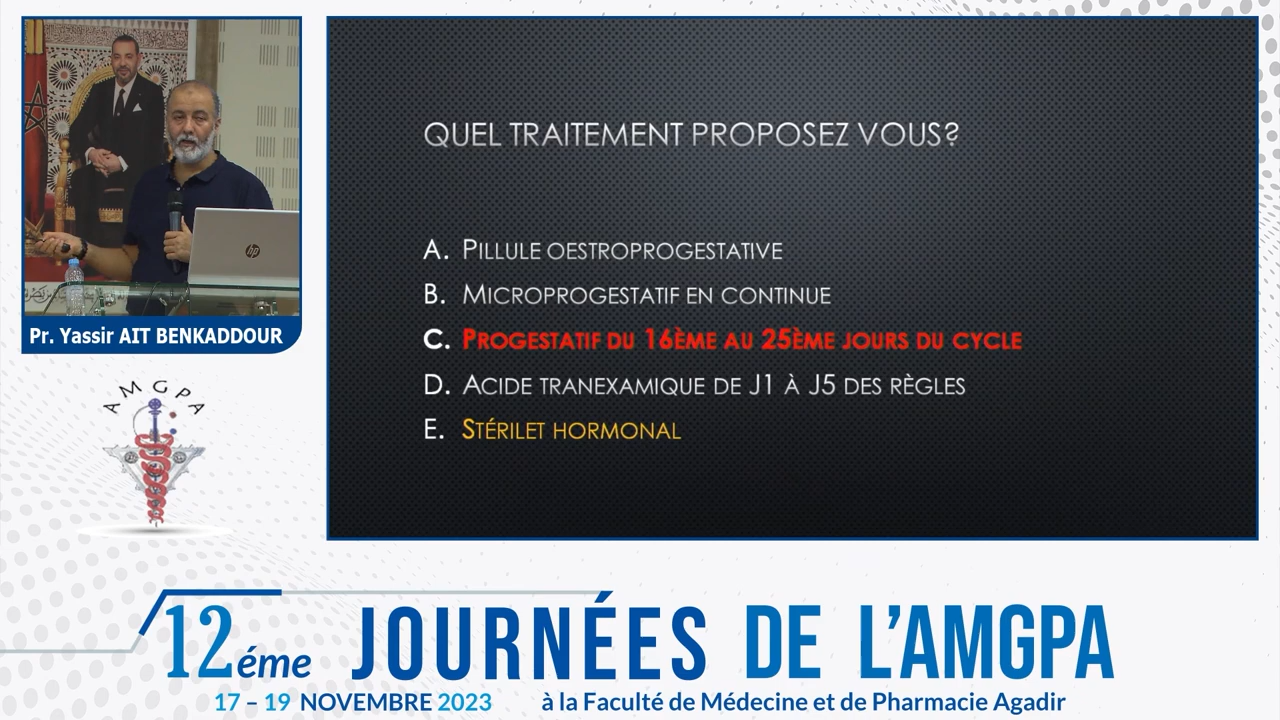 QUEL TRAITEMENT PROPOSEZ VOUS?
A. PILLULE OESTROPROGESTATIVE
B. MICROPROGESTATIF EN CONTINUE
C. PROGESTATIF DU 16ÈME AU 25ÈME JOURS DU CYCLE
D. ACIDE TRANEXAMIQUE DE J1 À J5 DES RÈGLES
E. STÉRILET HORMONAL
hp
Pr. Yassir AIT BENKADDOUR
AMGPA
12éme JOURNÉES DE L'AMGPA
17 – 19 NOVEMBRE 2023 à la Faculté de Médecine et de Pharmacie Agadir